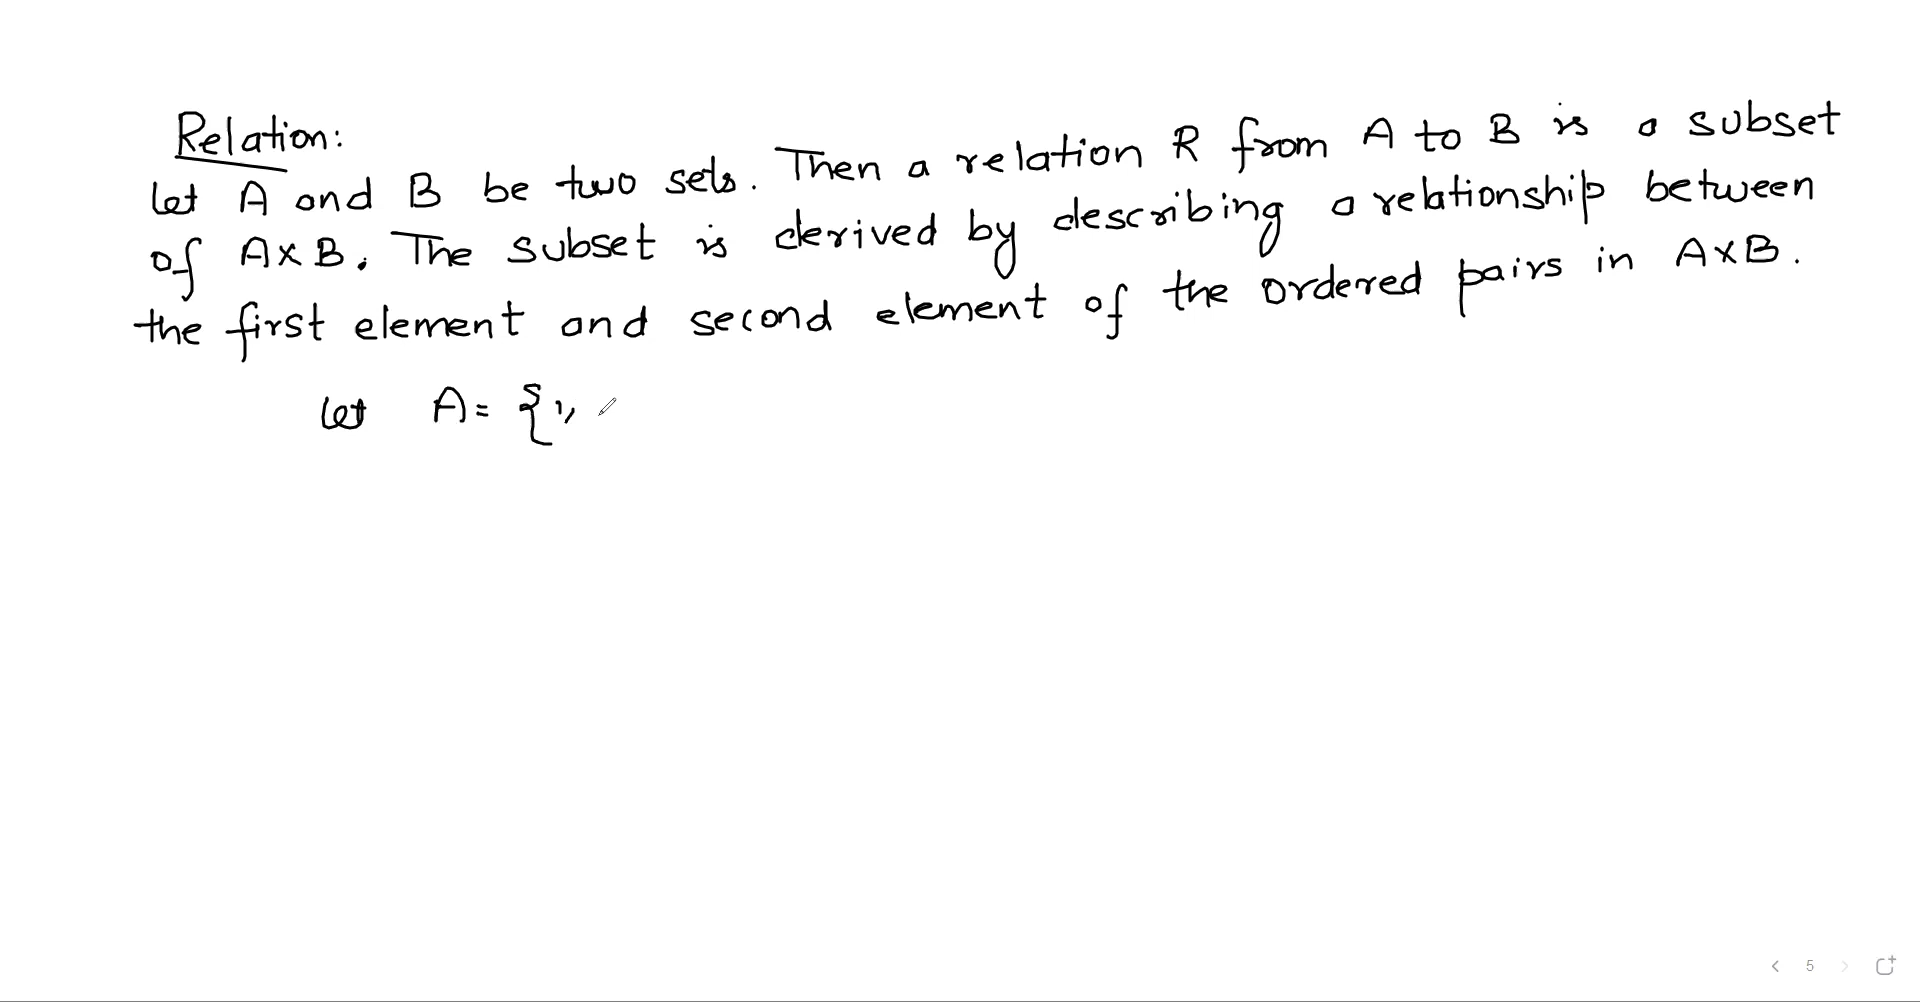 Relation:
Let A and B be two sets. Then a relation R from A to B is a subset
of A×B. The subset is derived by describing a relationship between
the first element and second element of the ordered pairs in A×B.
Let A = {1,
5